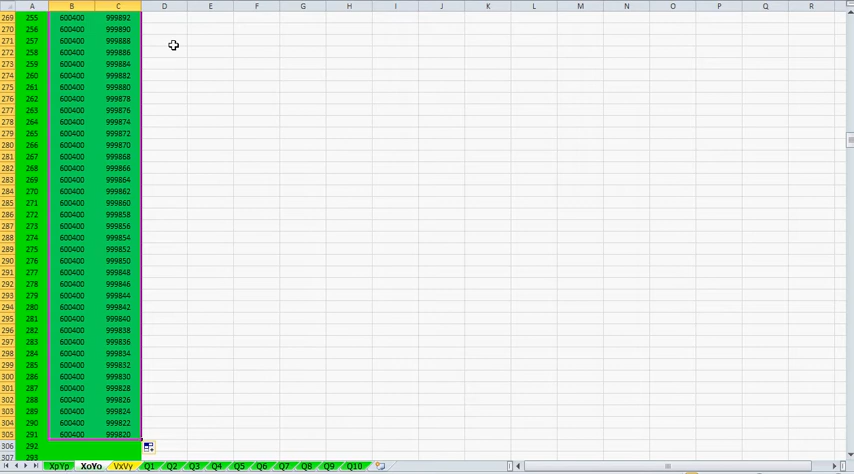 A B C D E F G H I J K L M N O P Q R
269 255 600400 999892
270 256 600400 999890
271 257 600400 999888
272 258 600400 999886
273 259 600400 999884
274 260 600400 999882
275 261 600400 999880
276 262 600400 999878
277 263 600400 999876
278 264 600400 999874
279 265 600400 999872
280 266 600400 999870
281 267 600400 999868
282 268 600400 999866
283 269 600400 999864
284 270 600400 999862
285 271 600400 999860
286 272 600400 999858
287 273 600400 999856
288 274 600400 999854
289 275 600400 999852
290 276 600400 999850
291 277 600400 999848
292 278 600400 999846
293 279 600400 999844
294 280 600400 999842
295 281 600400 999840
296 282 600400 999838
297 283 600400 999836
298 284 600400 999834
299 285 600400 999832
300 286 600400 999830
301 287 600400 999828
302 288 600400 999826
303 289 600400 999824
304 290 600400 999822
305 291 600400 999820
306 292
307 293
XpYp XoYo VxVy Q1 Q2 Q3 Q4 Q5 Q6 Q7 Q8 Q9 Q10